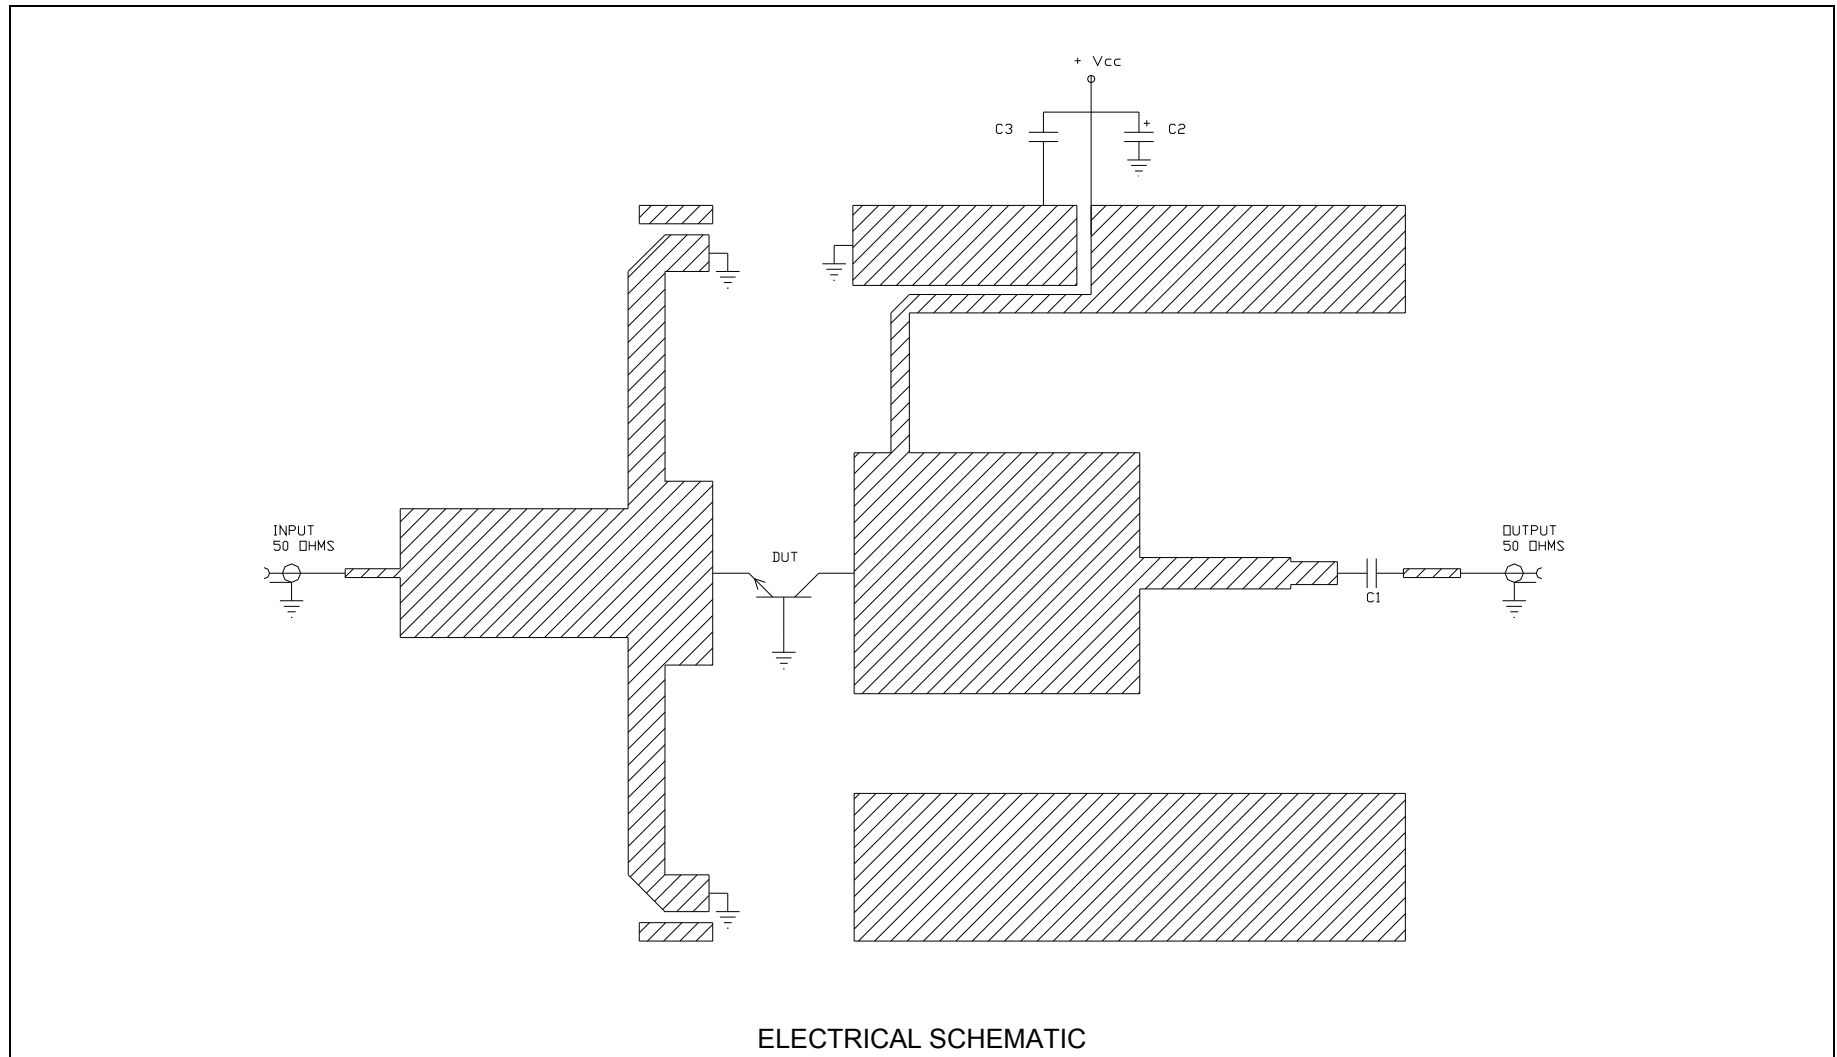 + Vcc
C3
+
C2
INPUT
50 OHMS
DUT
OUTPUT
50 OHMS
C1
ELECTRICAL SCHEMATIC